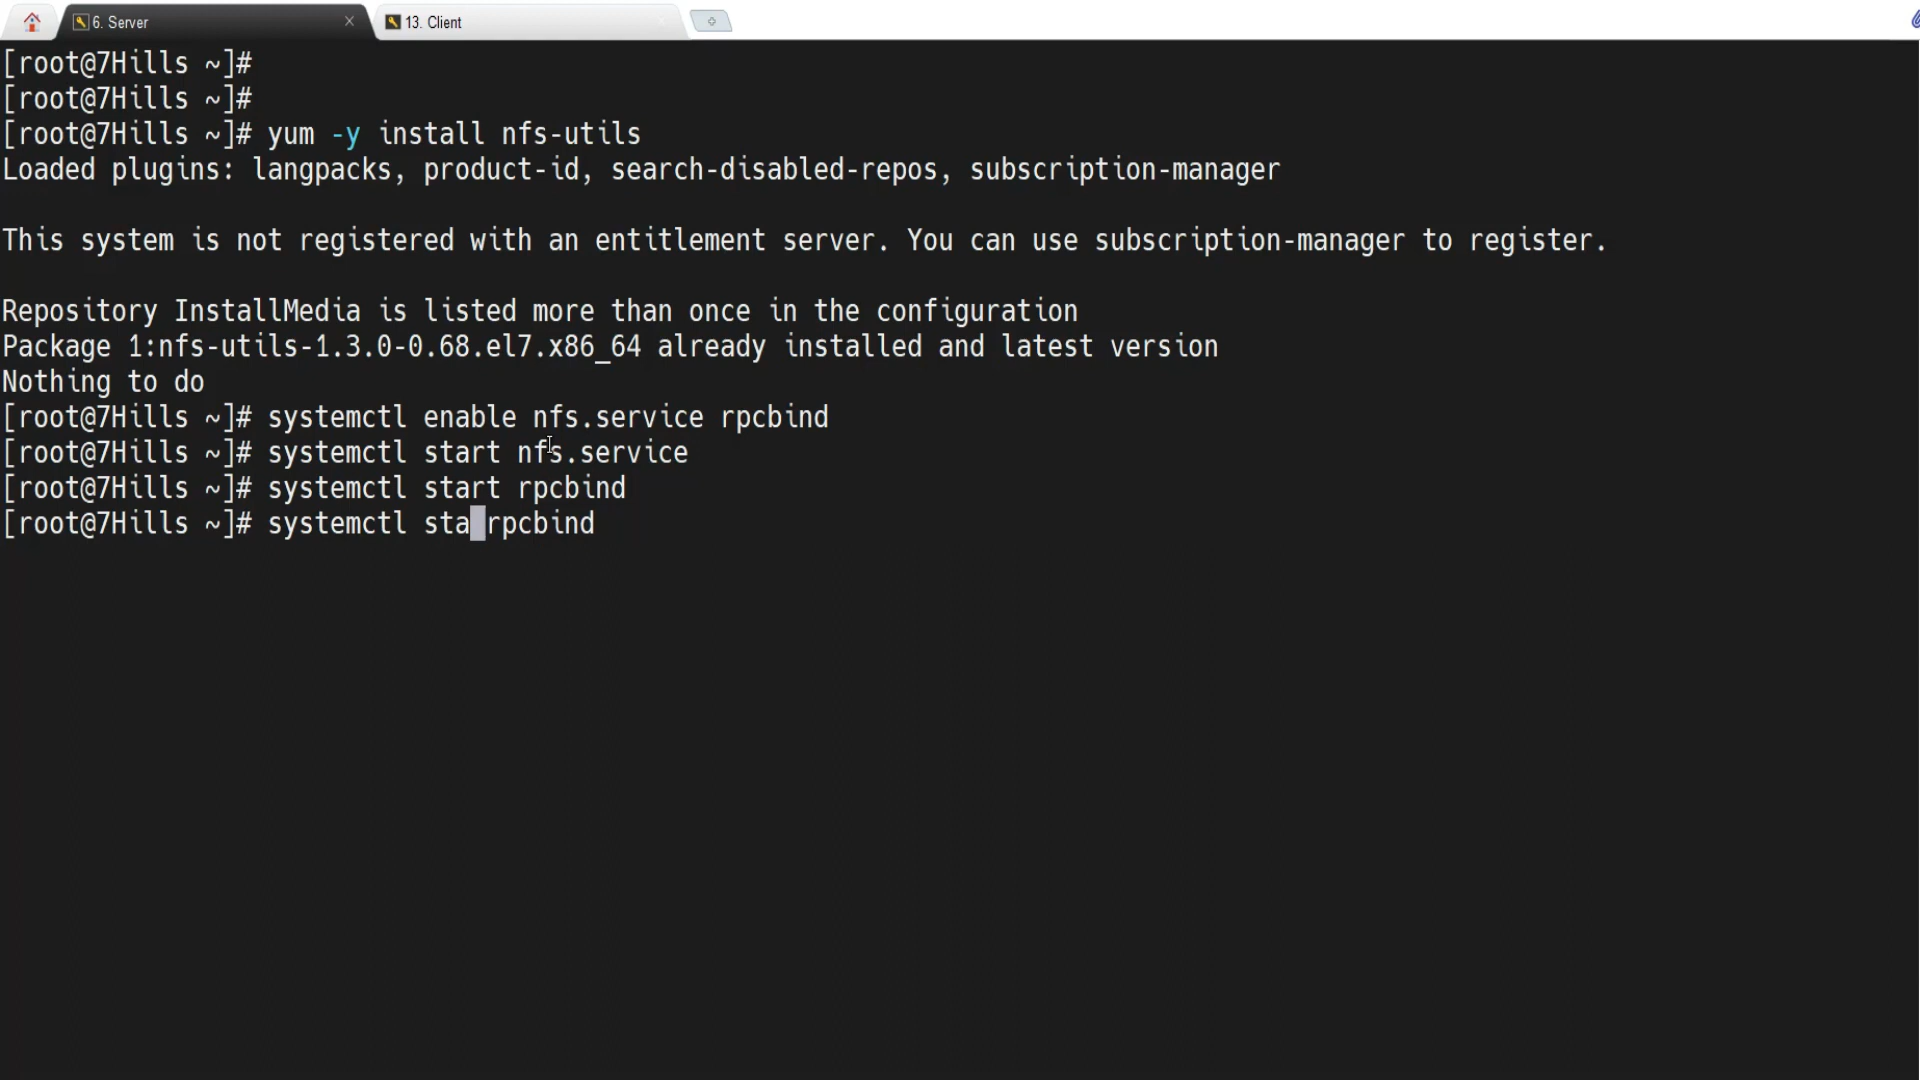 6. Server
13. Client
[root@7Hills ~]#
[root@7Hills ~]#
[root@7Hills ~]# yum -y install nfs-utils
Loaded plugins: langpacks, product-id, search-disabled-repos, subscription-manager
This system is not registered with an entitlement server. You can use subscription-manager to register.
Repository InstallMedia is listed more than once in the configuration
Package 1:nfs-utils-1.3.0-0.68.el7.x86_64 already installed and latest version
Nothing to do
[root@7Hills ~]# systemctl enable nfs.service rpcbind
[root@7Hills ~]# systemctl start nfs.service
[root@7Hills ~]# systemctl start rpcbind
[root@7Hills ~]# systemctl sta rpcbind